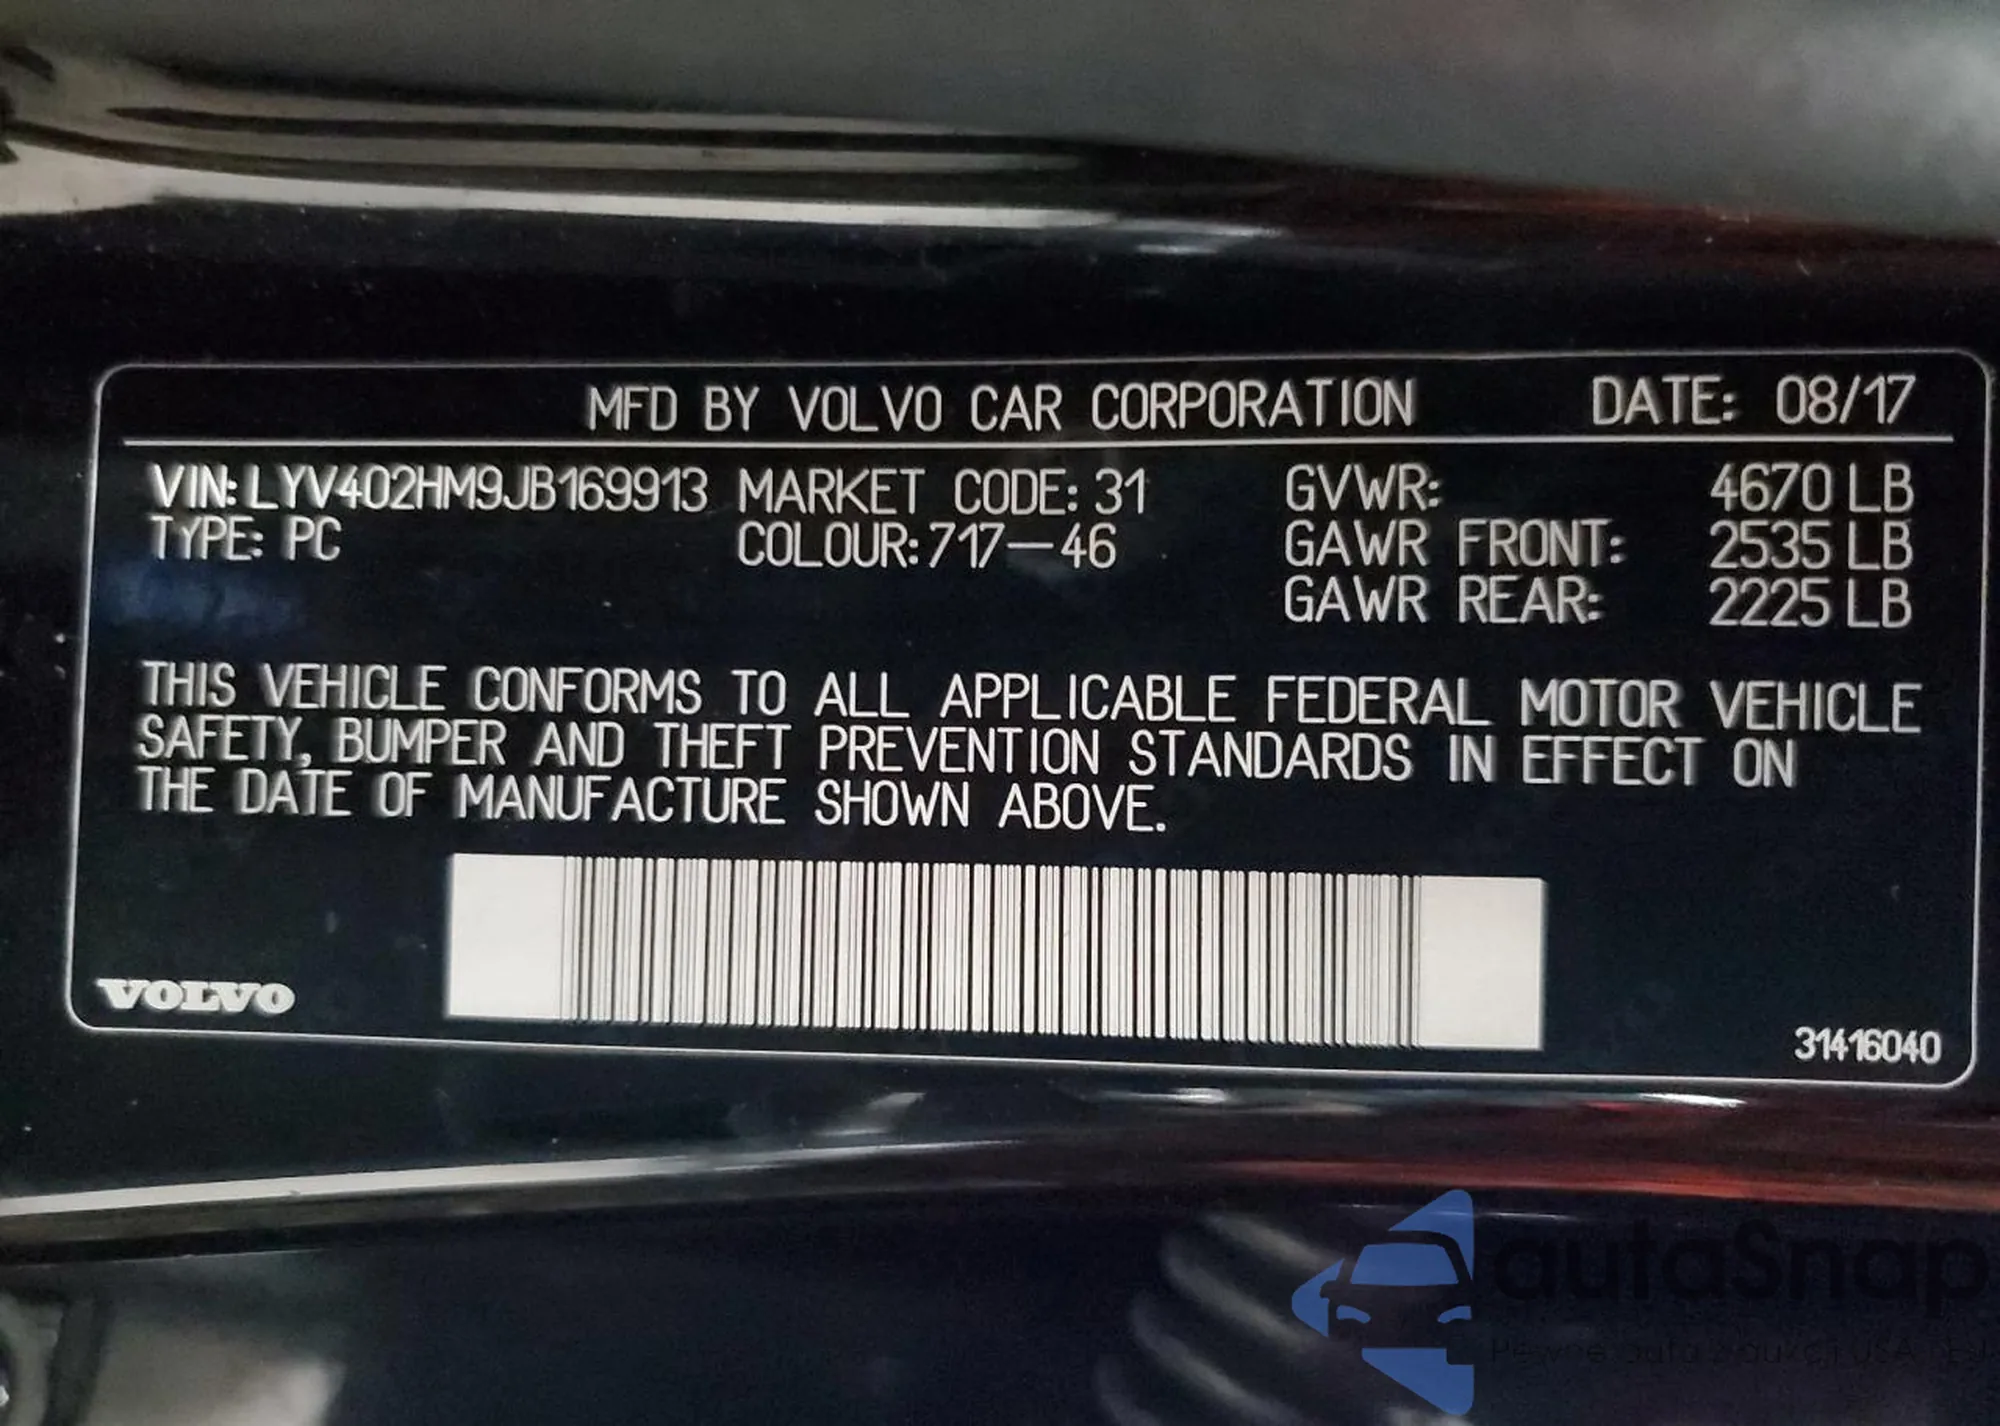 MFD BY VOLVO CAR CORPORATION DATE: 08/17
VIN: LYV402HM9JB169913 MARKET CODE: 31 GVWR: 4670 LB
TYPE: PC COLOUR: 717-46 GAWR FRONT: 2535 LB
GAWR REAR: 2225 LB
THIS VEHICLE CONFORMS TO ALL APPLICABLE FEDERAL MOTOR VEHICLE
SAFETY, BUMPER AND THEFT PREVENTION STANDARDS IN EFFECT ON
THE DATE OF MANUFACTURE SHOWN ABOVE.
VOLVO
31416040
autaSnap